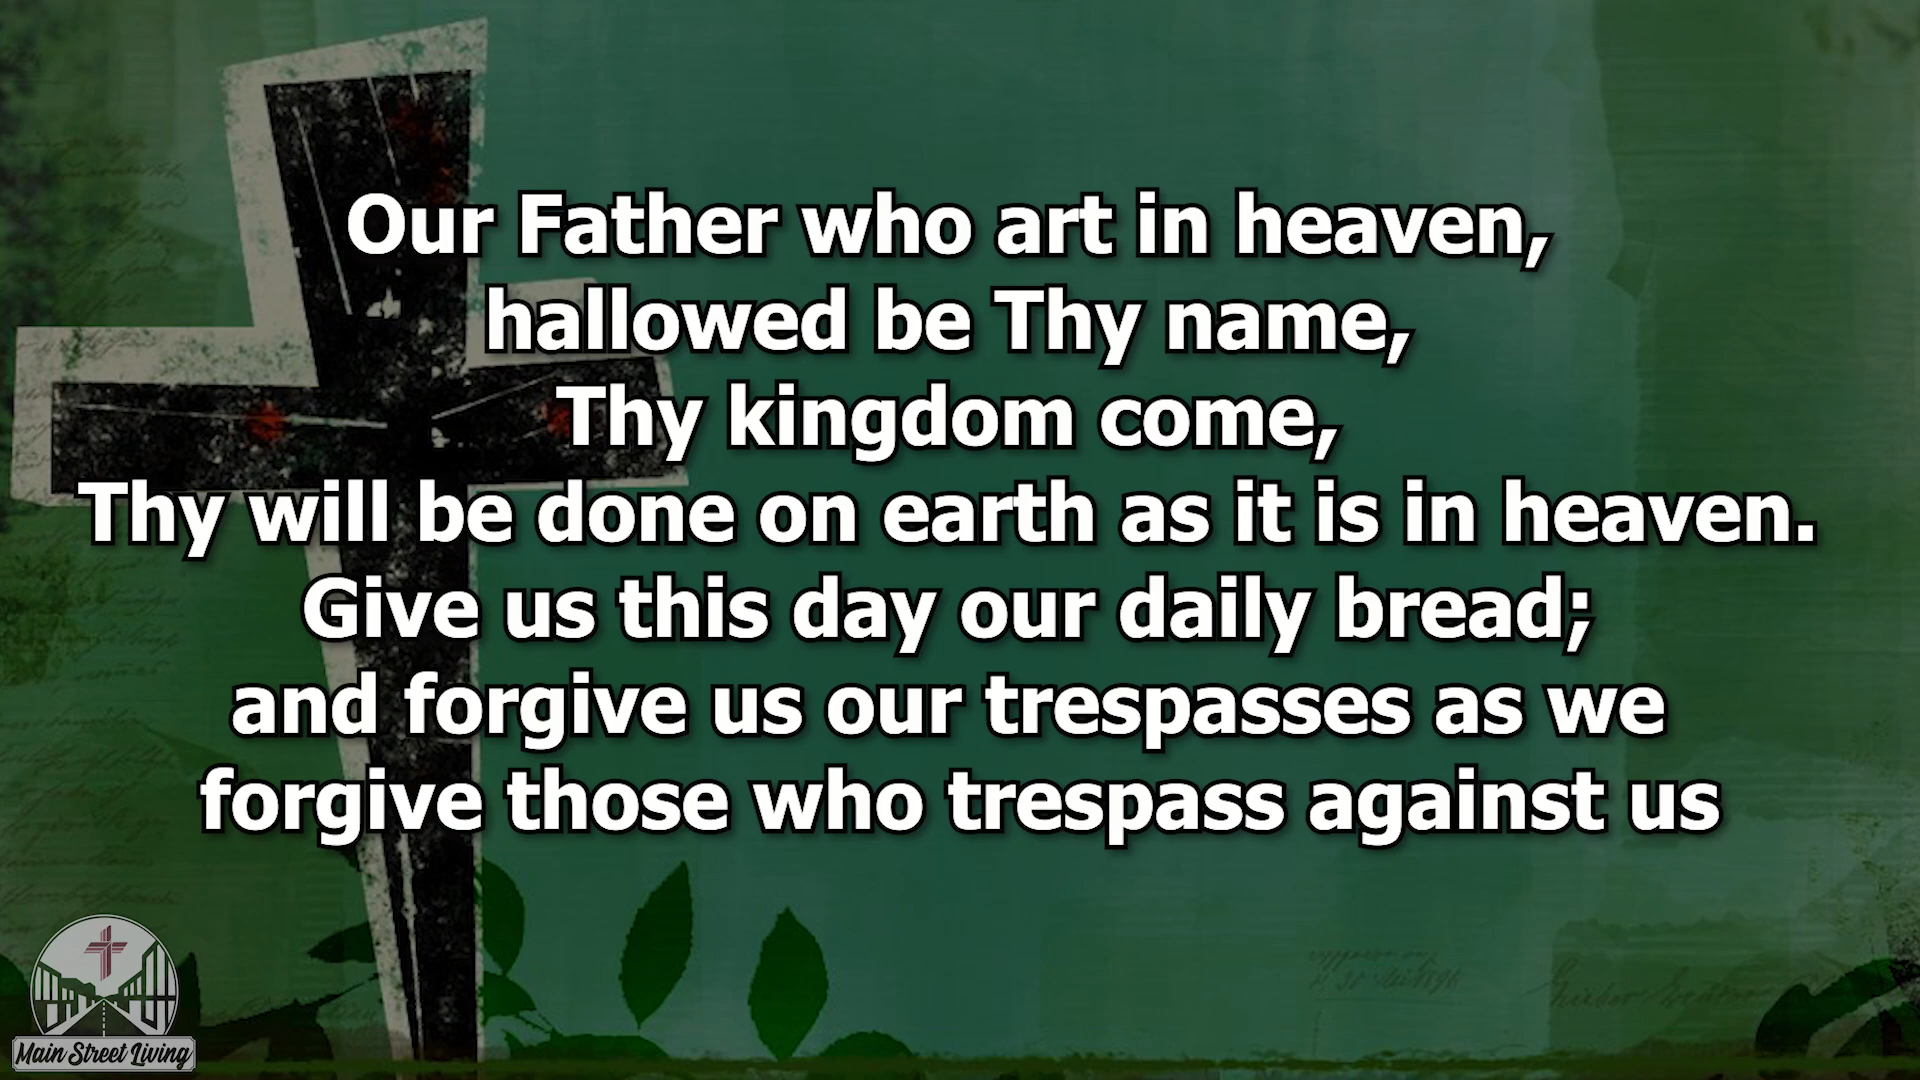 Our Father who art in heaven,
hallowed be Thy name,
Thy kingdom come,
Thy will be done on earth as it is in heaven.
Give us this day our daily bread;
and forgive us our trespasses as we
forgive those who trespass against us
Main Street Living